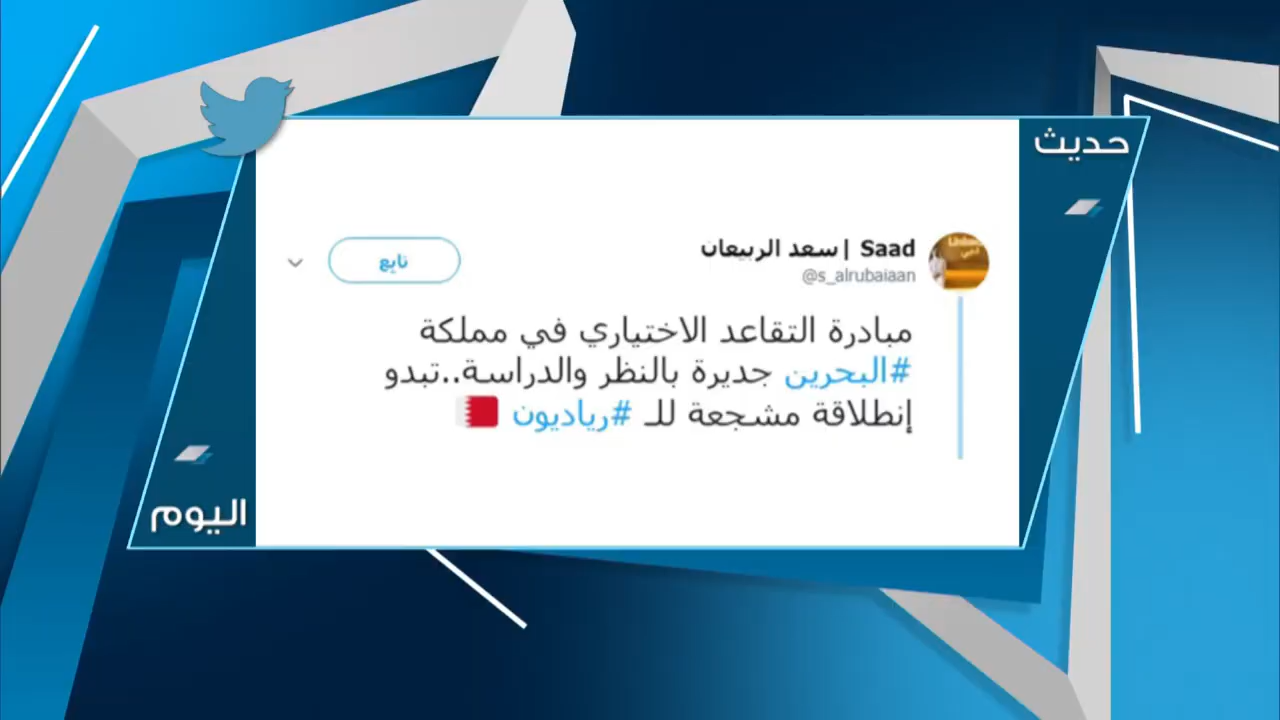 حديث
Saad | سعد الربيعان
@s_alrubaiaan
تابع
مبادرة التقاعد الاختياري في مملكة
#البحرين جديرة بالنظر والدراسة..تبدو
إنطلاقة مشجعة للـ #رياديون 🇧🇭
اليوم